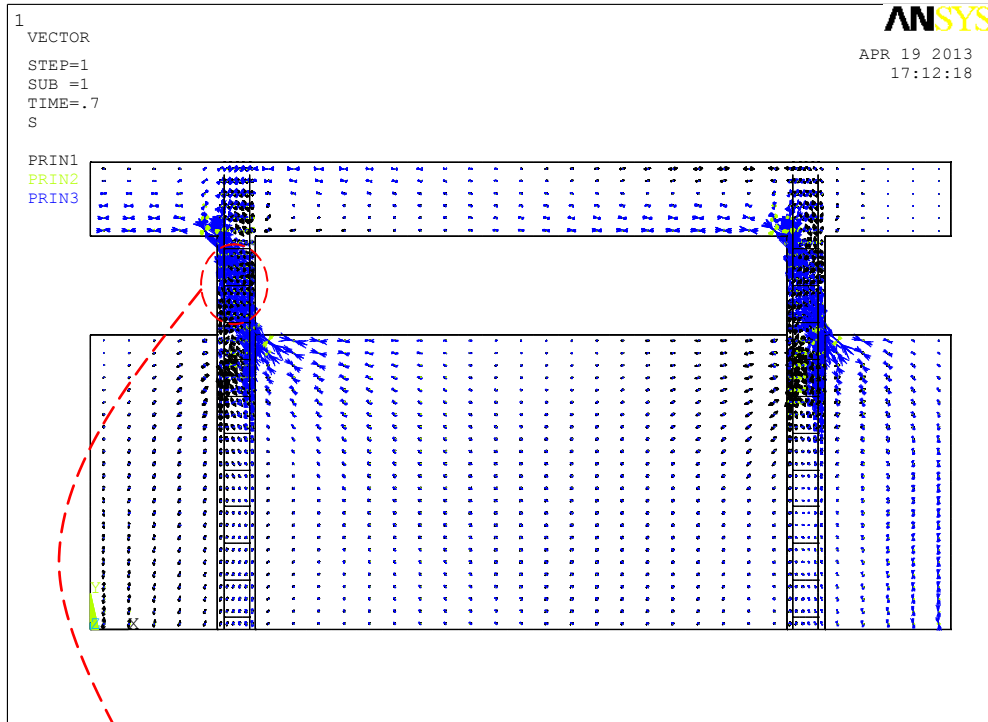 1
VECTOR
STEP=1
SUB =1
TIME=.7
S
PRIN1
PRIN2
PRIN3
ANSYS
APR 19 2013
17:12:18
Y
Z X